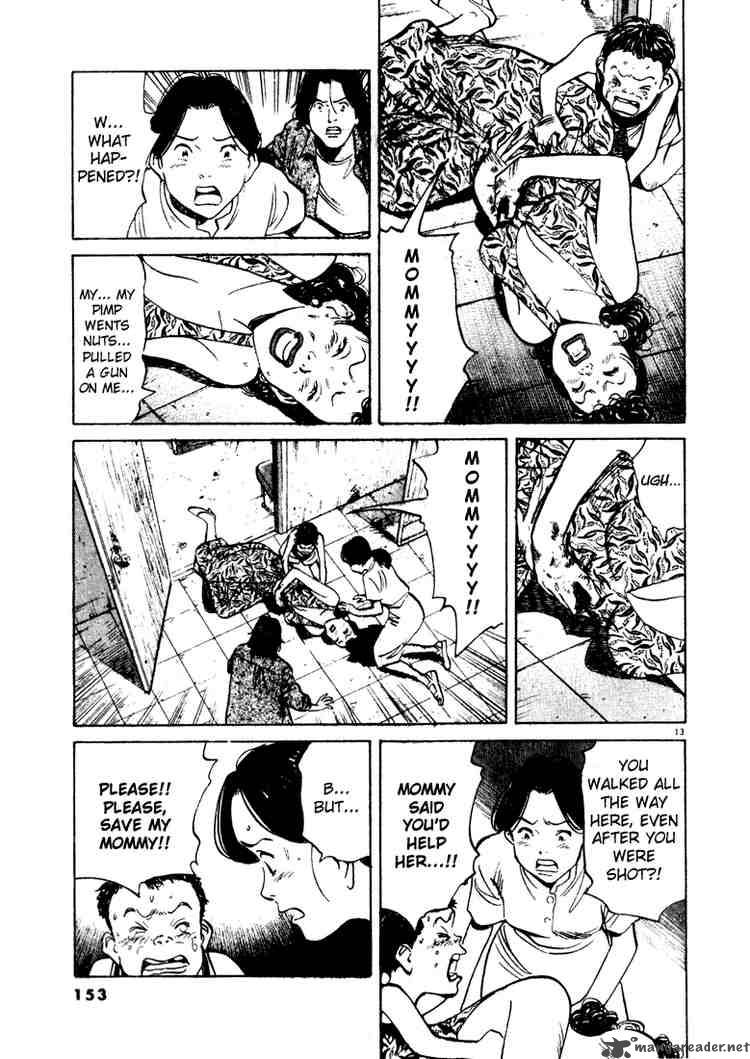 MOMMYYYY!!
W...
WHAT
HAP-
PENED?!
MY... MY
PIMP
WENTS
NUTS...
PULLED
A GUN
ON ME...
UGH...
MOMMYYYY!!
13
YOU
WALKED ALL
THE WAY
HERE, EVEN
AFTER YOU
WERE
SHOT?!
MOMMY
SAID
YOU'D
HELP
HER...!!
B...
BUT...
PLEASE!!
PLEASE,
SAVE MY
MOMMY!!
153
mangareader.net